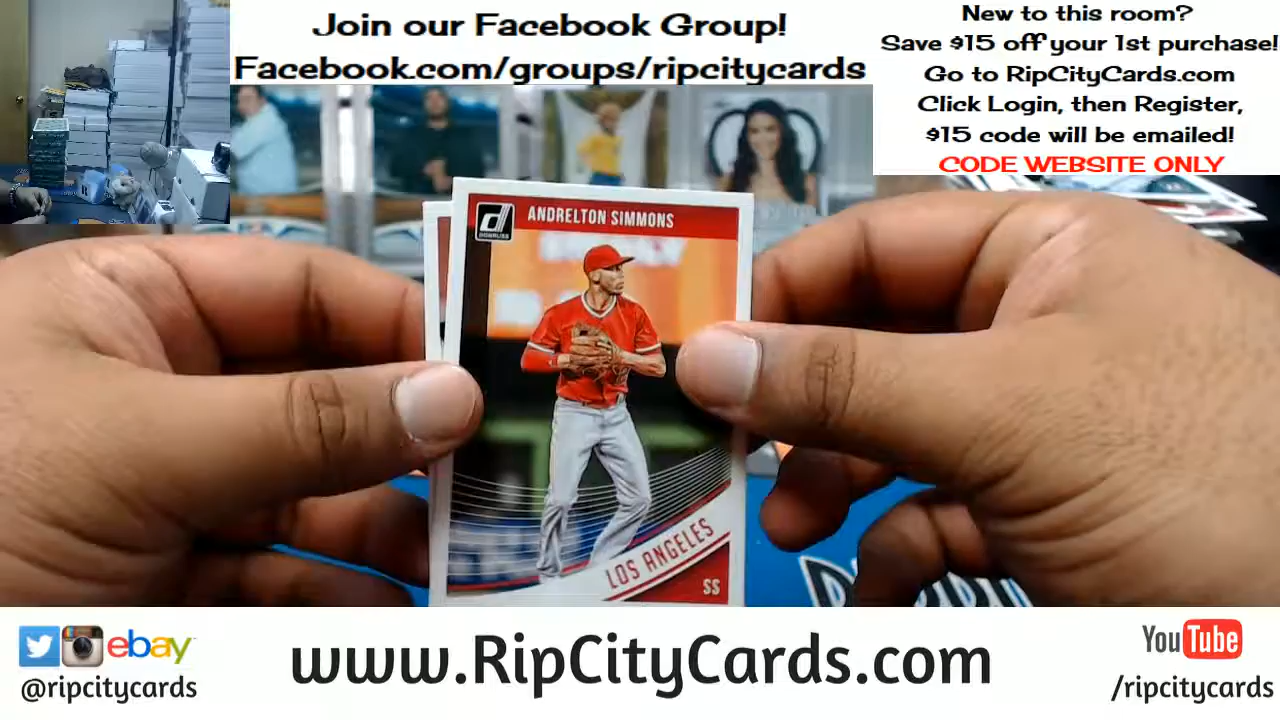 Join our Facebook Group!
Facebook.com/groups/ripcitycards
New to this room?
Save $15 off your 1st purchase!
Go to RipCityCards.com
Click Login, then Register,
$15 code will be emailed!
CODE WEBSITE ONLY
DONRUSS
ANDRELTON SIMMONS
LOS ANGELES
SS
ebay
@ripcitycards
www.RipCityCards.com
YouTube
/ripcitycards